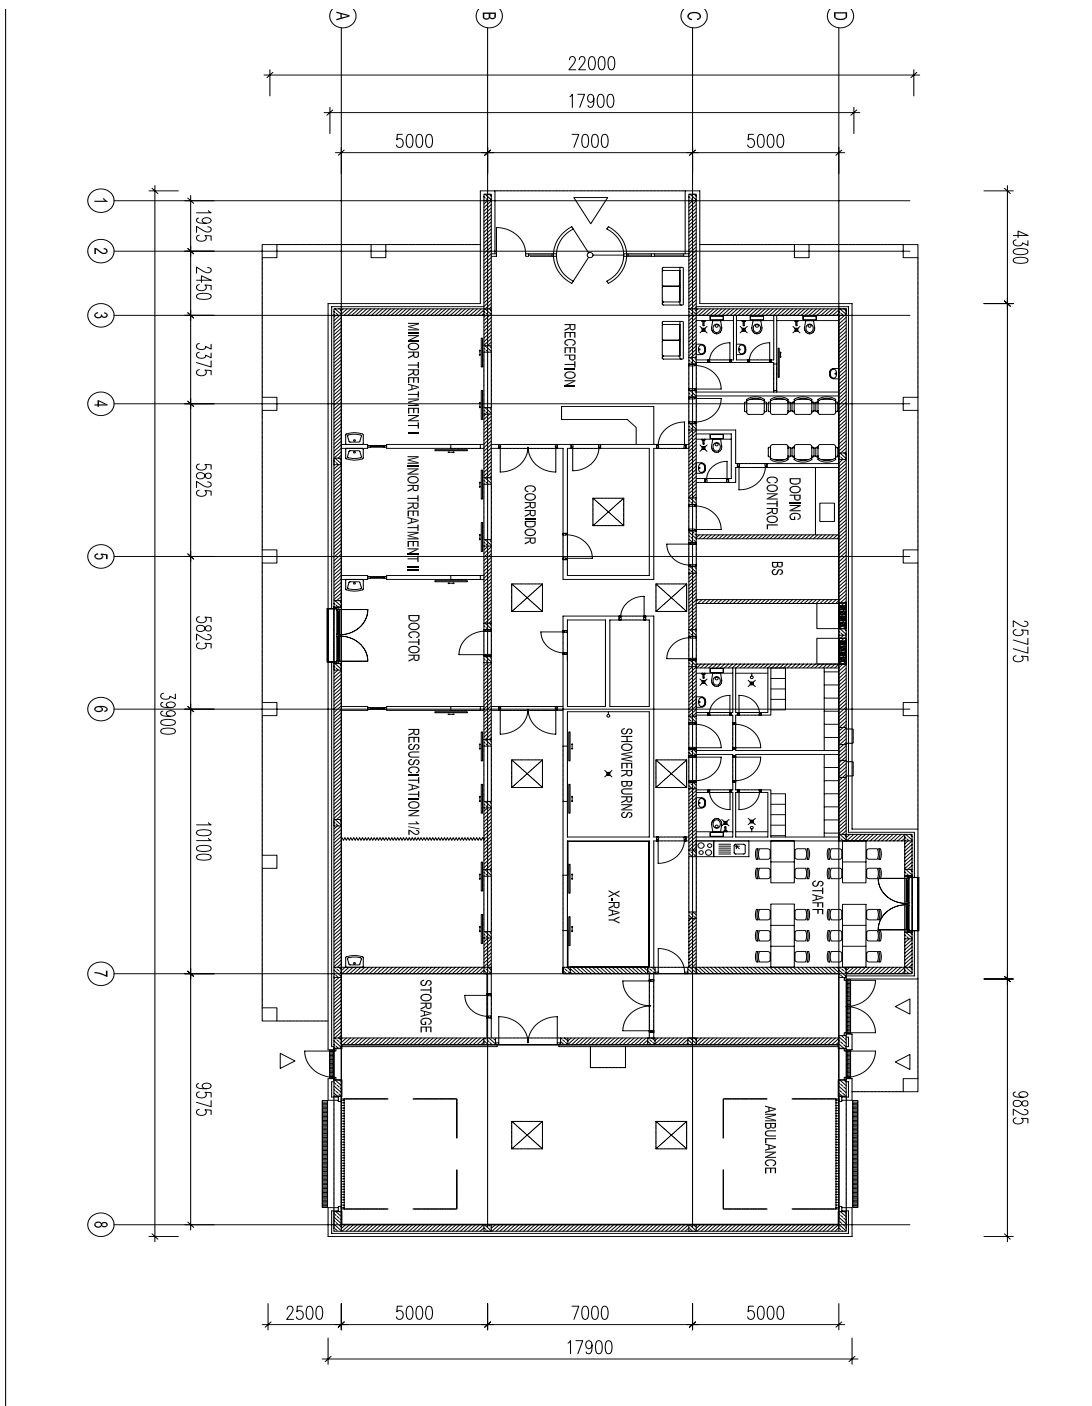 A
B
C
D
22000
17900
5000
7000
5000
1
2
3
4
5
6
7
8
1925
2450
3375
5825
5825
10100
9575
39900
4300
25775
9825
RECEPTION
MINOR TREATMENT I
MINOR TREATMENT II
CORRIDOR
DOPING
CONTROL
BS
DOCTOR
RESUSCITATION 1/2
SHOWER BURNS
X-RAY
STAFF
STORAGE
AMBULANCE
2500
5000
7000
5000
17900